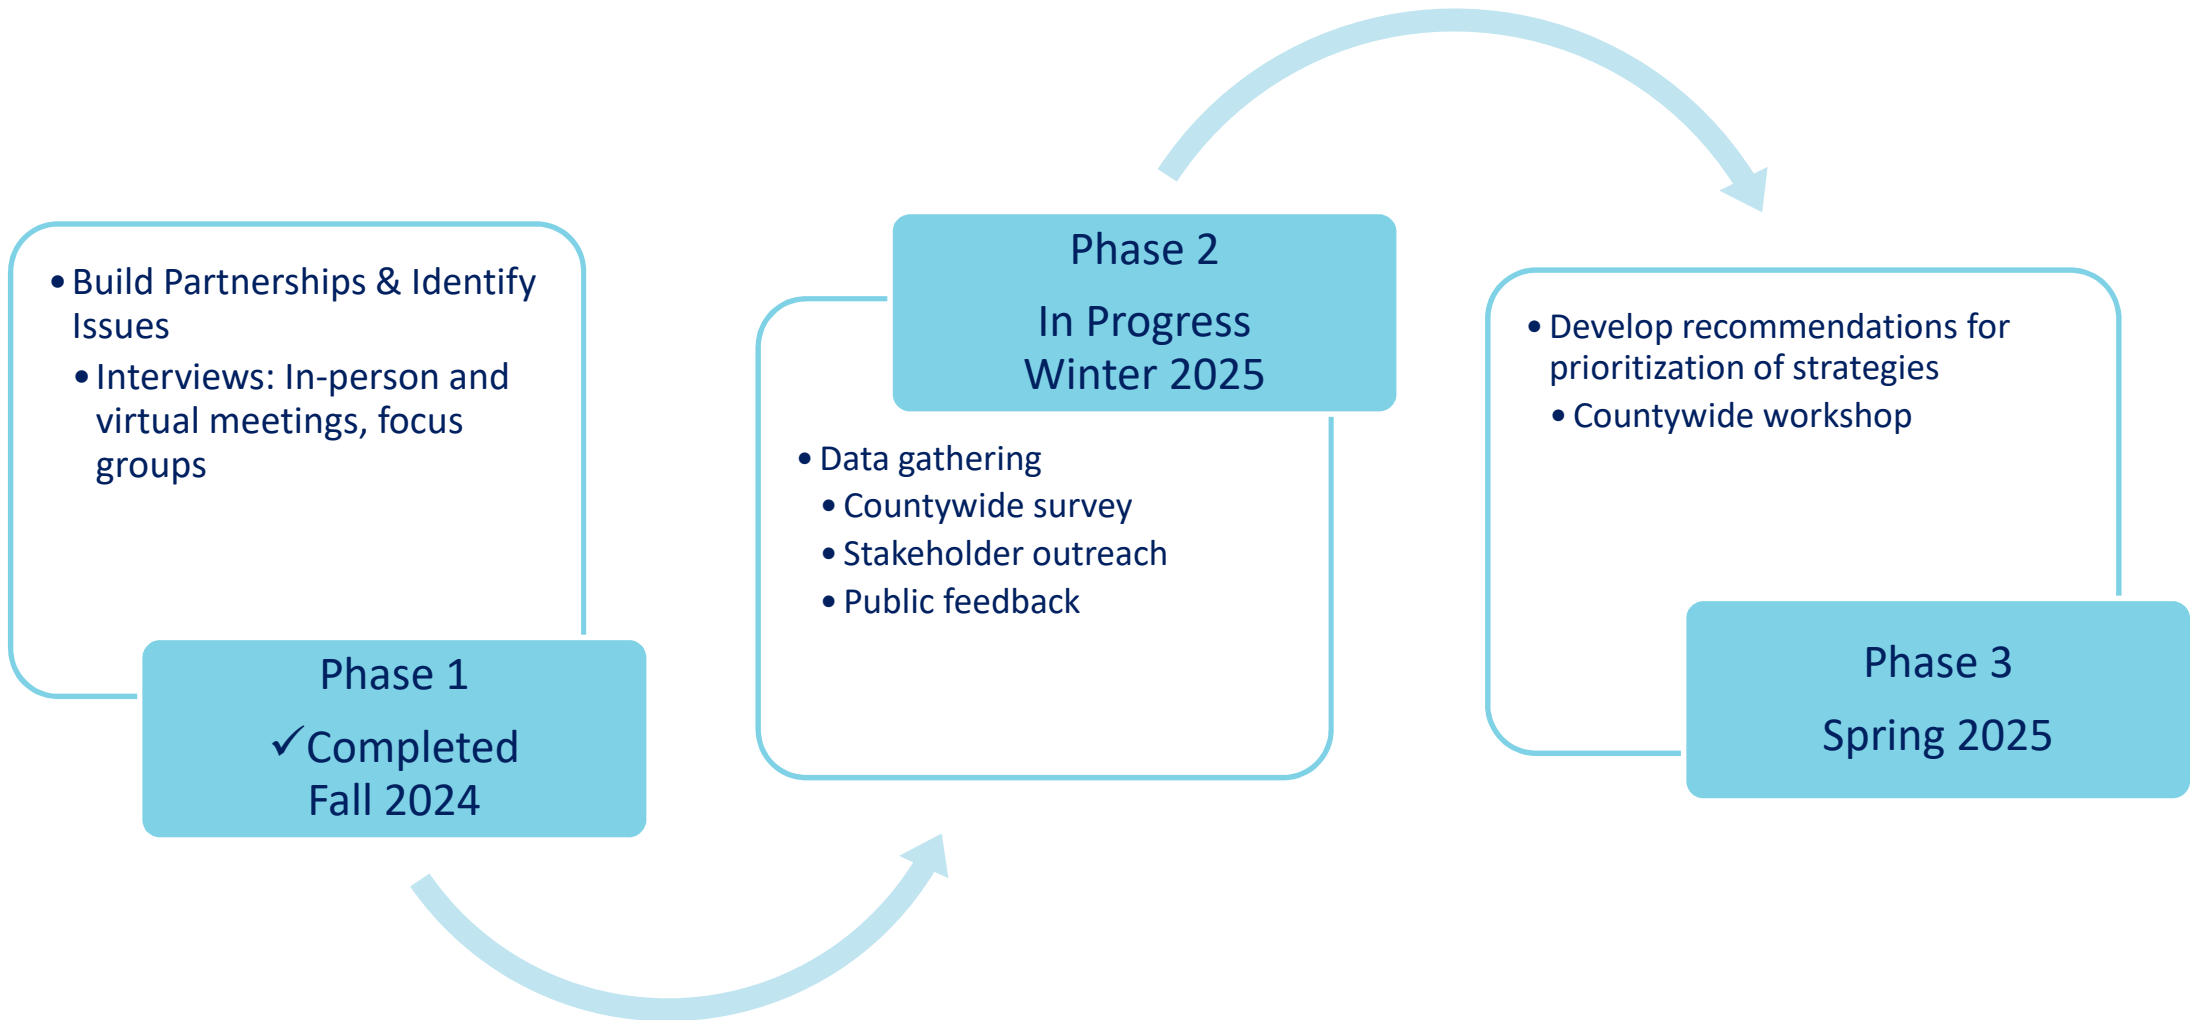 • Build Partnerships & Identify
Issues
• Interviews: In-person and
virtual meetings, focus
groups
Phase 1
✓Completed
Fall 2024
Phase 2
In Progress
Winter 2025
• Data gathering
• Countywide survey
• Stakeholder outreach
• Public feedback
• Develop recommendations for
prioritization of strategies
• Countywide workshop
Phase 3
Spring 2025